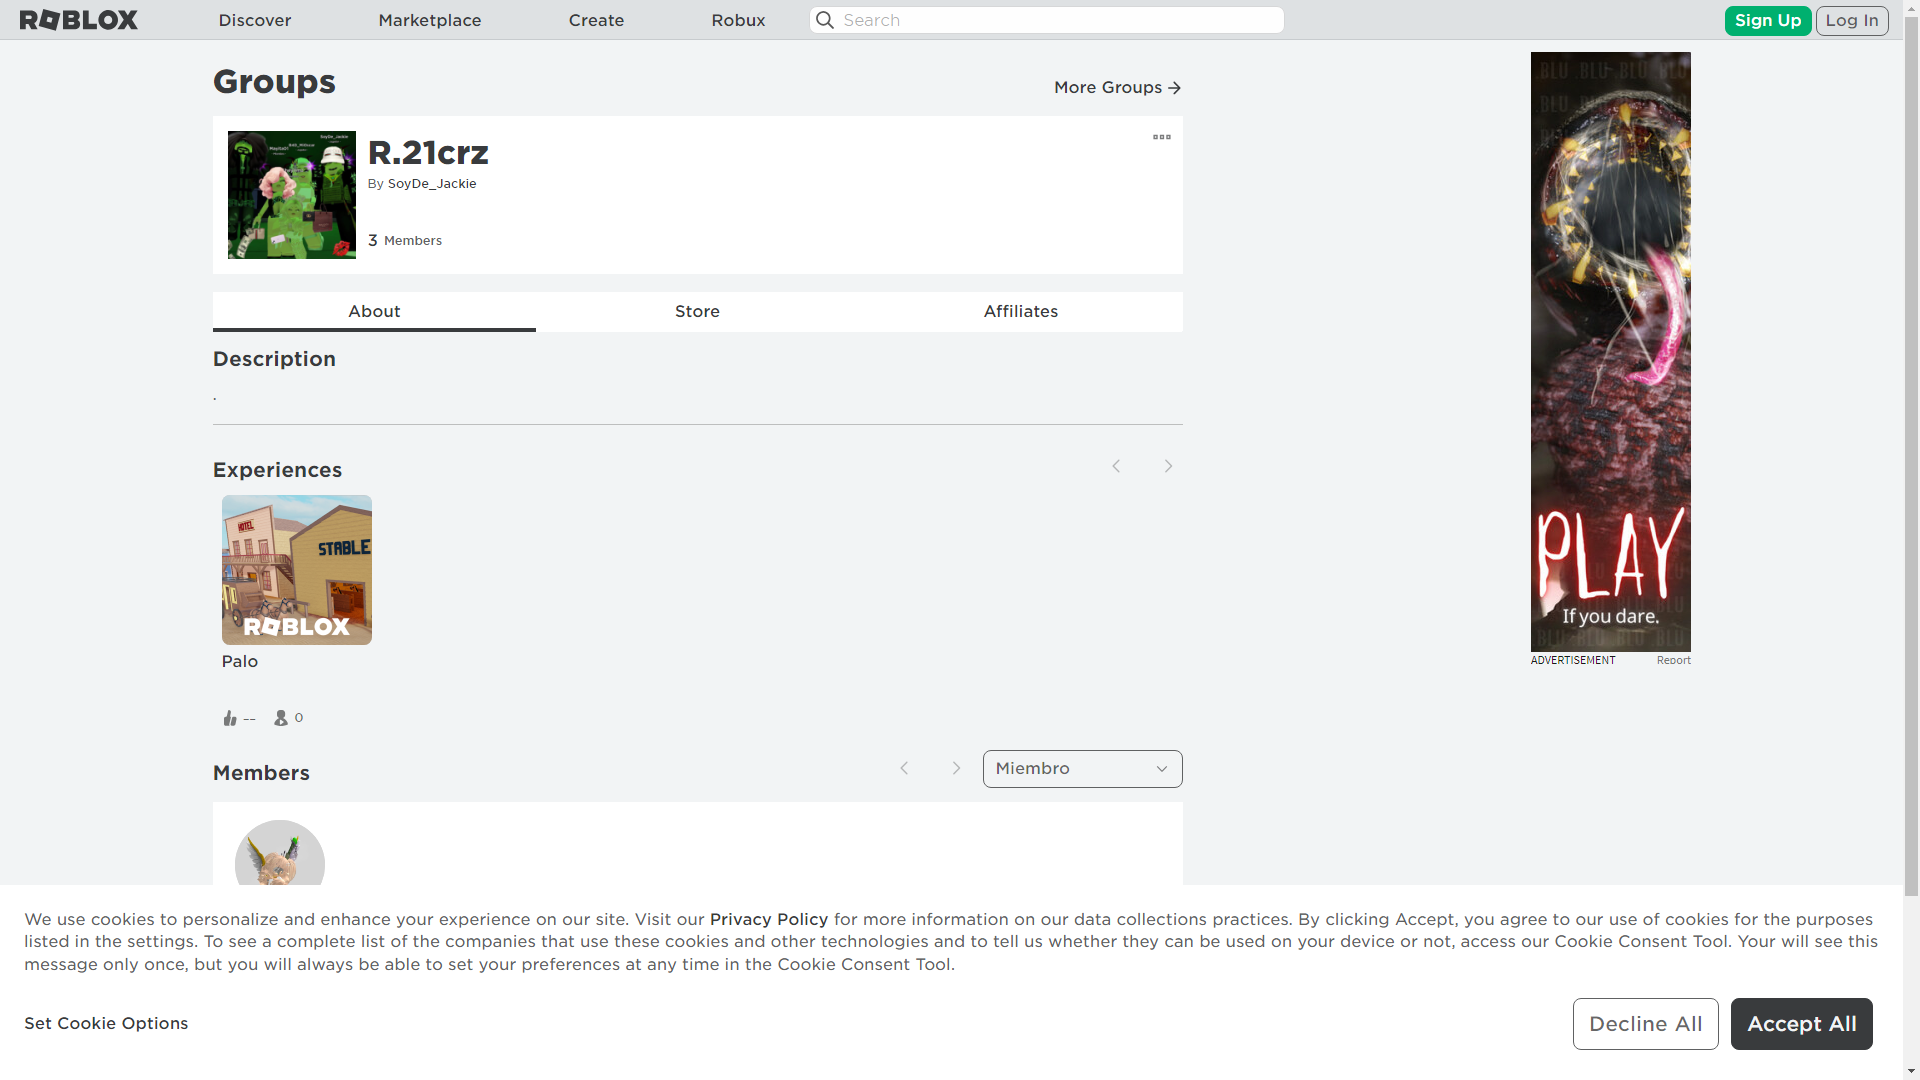 ROBLOX
Discover
Marketplace
Create
Robux
Search
Sign Up
Log In
Groups
More Groups
R.21crz
By SoyDe_Jackie
3 Members
About
Store
Affiliates
Description
.
Experiences
HOTEL
STABLE
ROBLOX
Palo
--
0
Members
Miembro
PLAY
If you dare.
ADVERTISEMENT
Report
We use cookies to personalize and enhance your experience on our site. Visit our Privacy Policy for more information on our data collections practices. By clicking Accept, you agree to our use of cookies for the purposes
listed in the settings. To see a complete list of the companies that use these cookies and other technologies and to tell us whether they can be used on your device or not, access our Cookie Consent Tool. Your will see this
message only once, but you will always be able to set your preferences at any time in the Cookie Consent Tool.
Set Cookie Options
Decline All
Accept All